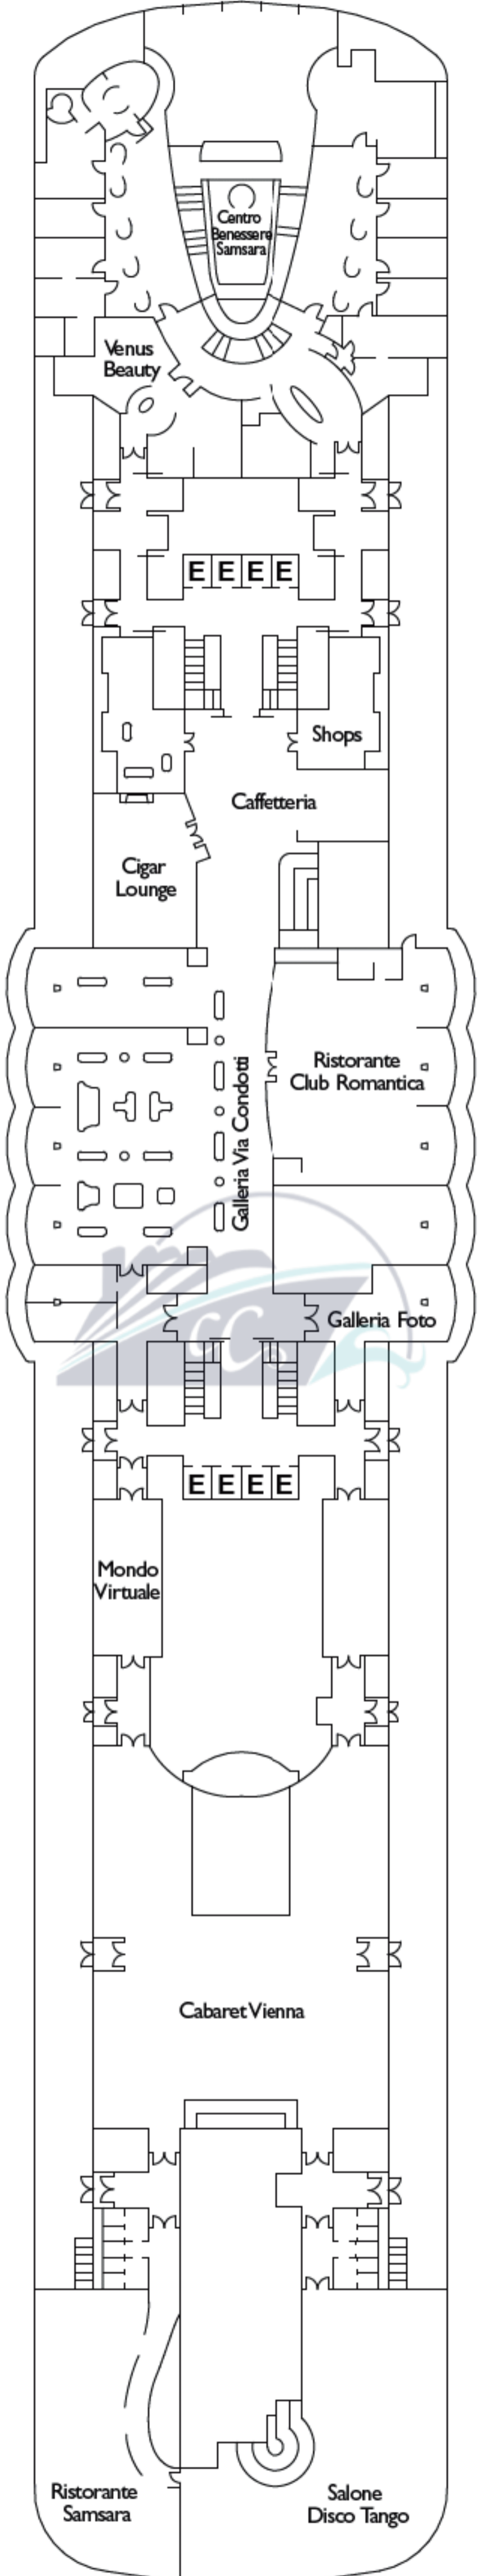 Centro
Benessere
Samsara
Venus
Beauty
E E E E
Shops
Caffetteria
Cigar
Lounge
Ristorante
Club Romantica
Galleria Via Condotti
CCS
Galleria Foto
E E E E
Mondo
Virtuale
Cabaret Vienna
Ristorante
Samsara
Salone
Disco Tango